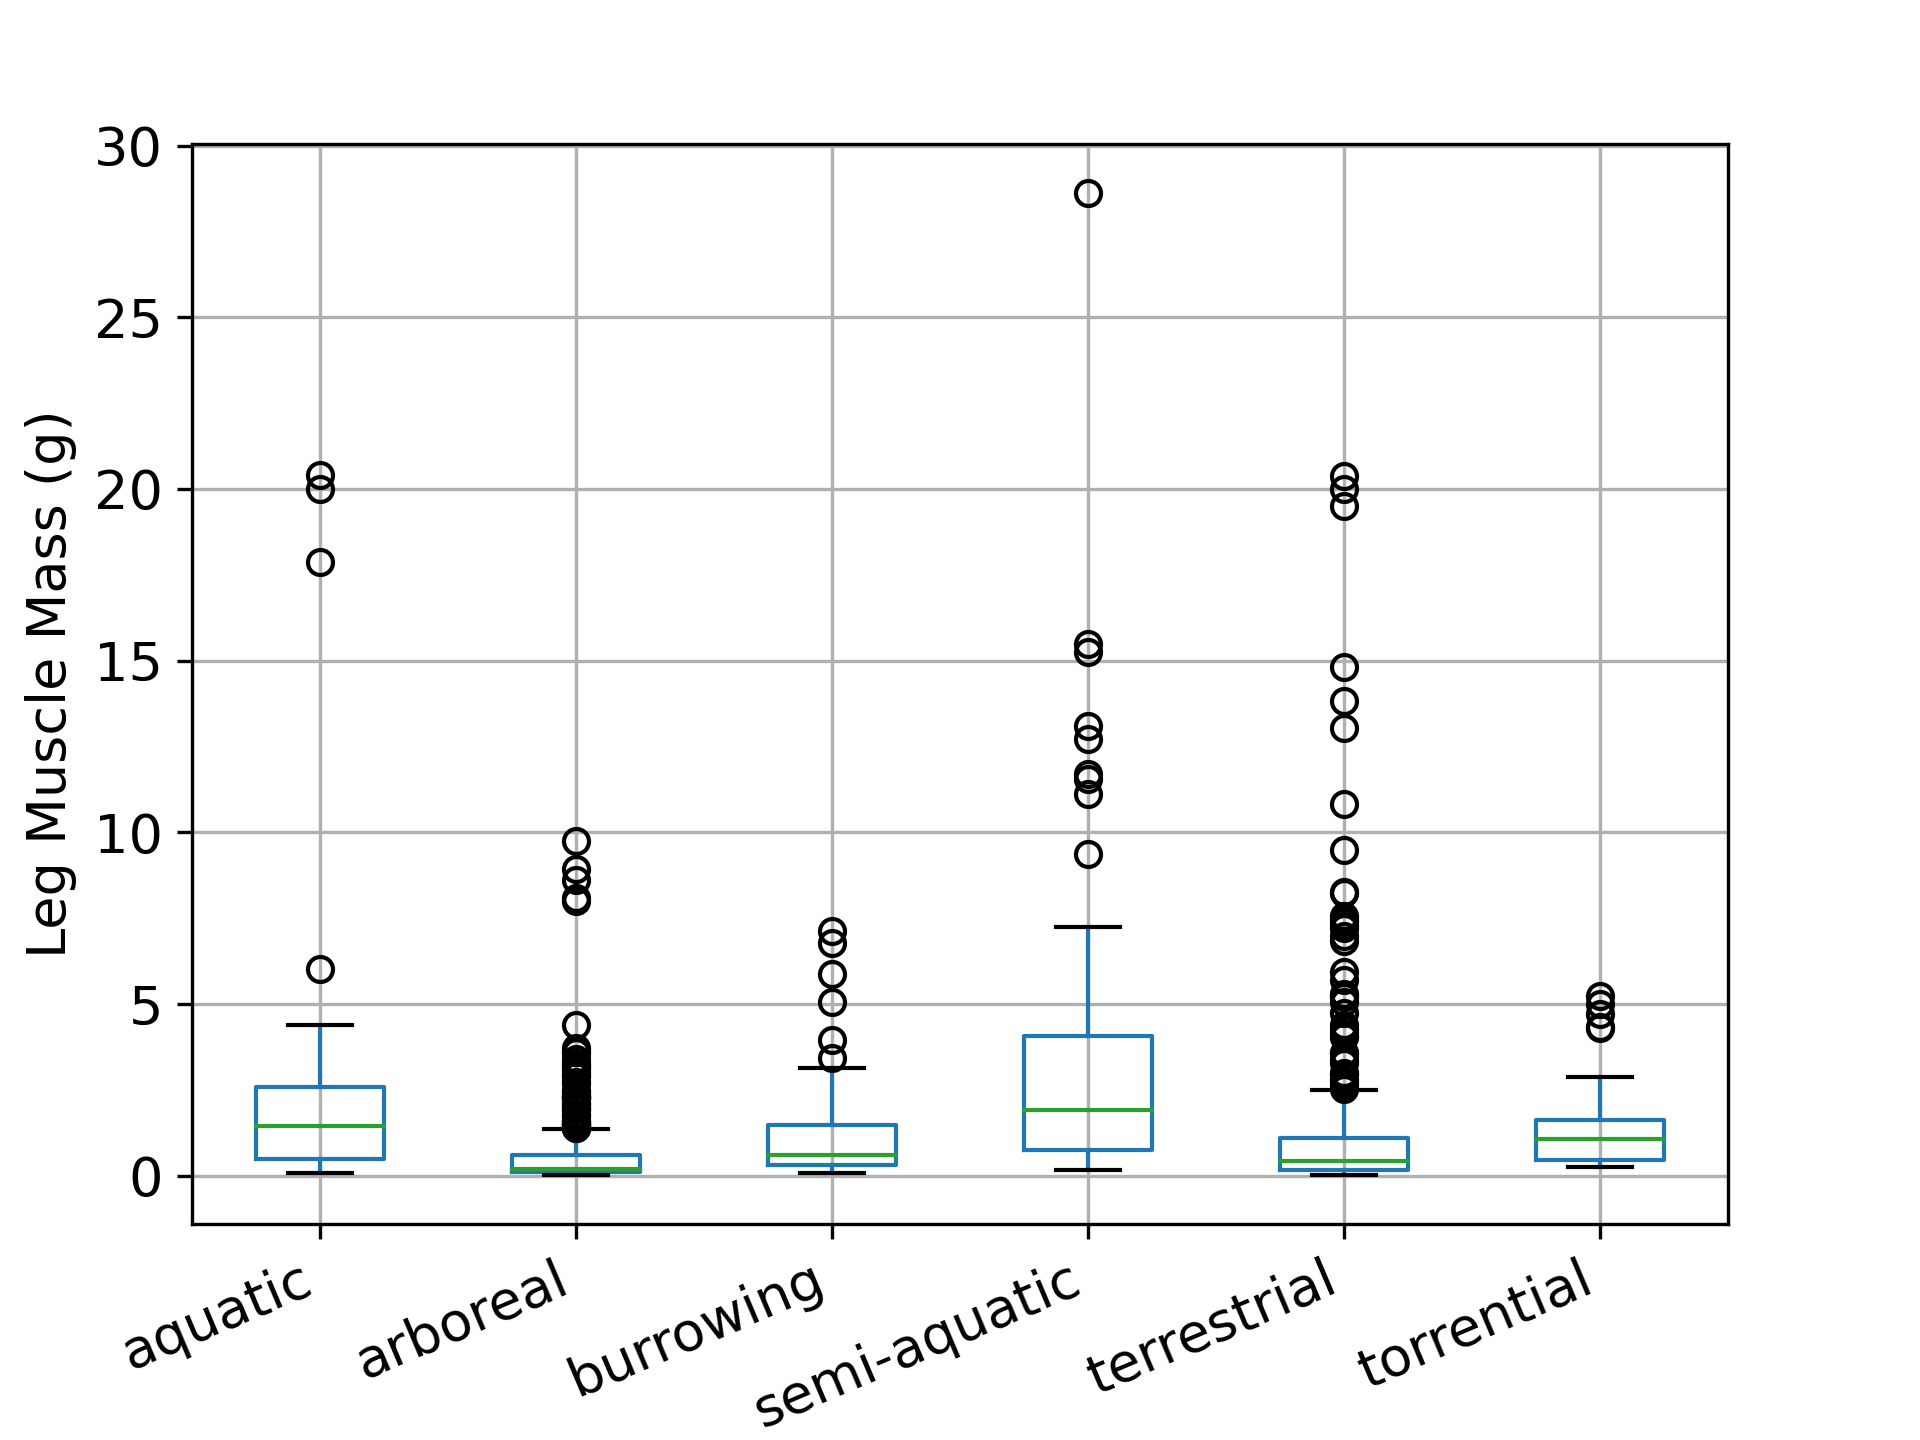 30
25
20
15
10
5
0
Leg Muscle Mass (g)
aquatic
arboreal
burrowing
semi-aquatic
terrestrial
torrential